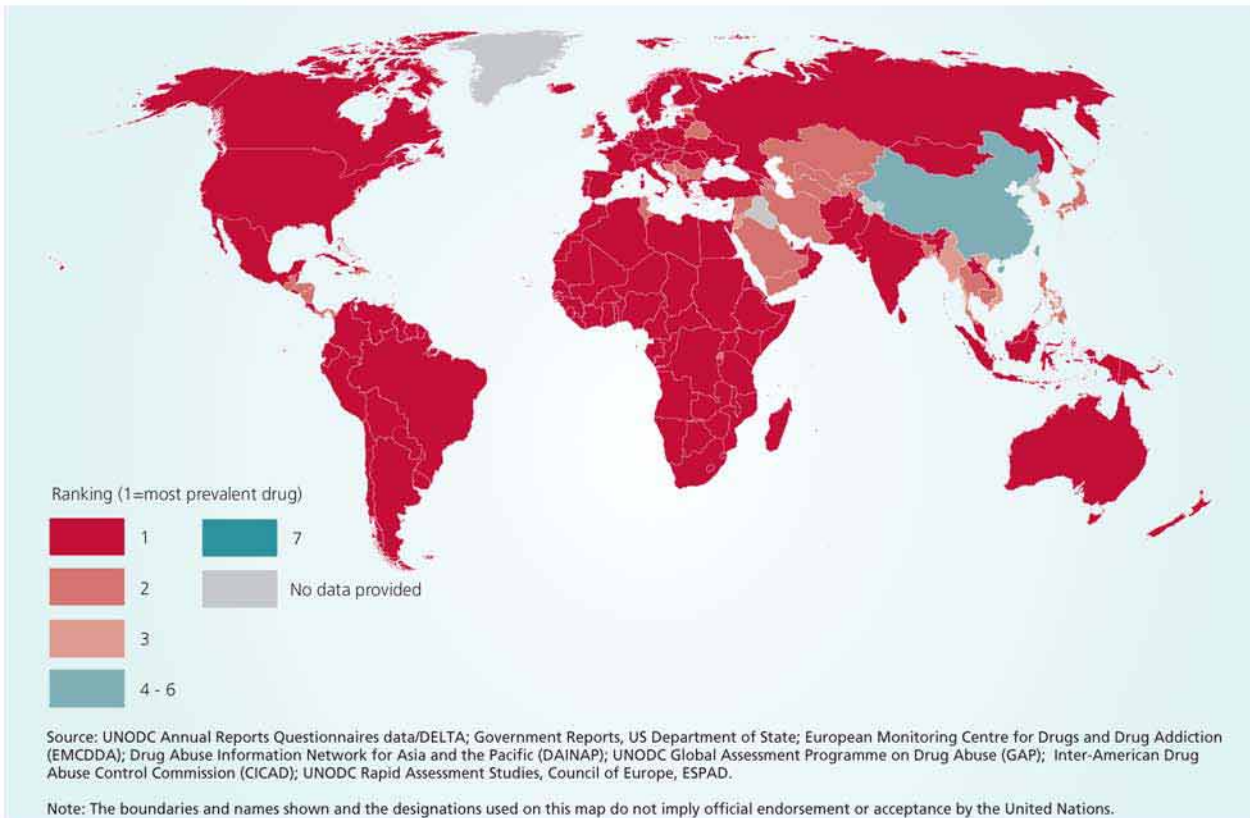 Ranking (1=most prevalent drug)
1
2
3
4 - 6
7
No data provided
Source: UNODC Annual Reports Questionnaires data/DELTA; Government Reports, US Department of State; European Monitoring Centre for Drugs and Drug Addiction
(EMCDDA); Drug Abuse Information Network for Asia and the Pacific (DAINAP); UNODC Global Assessment Programme on Drug Abuse (GAP); Inter-American Drug
Abuse Control Commission (CICAD); UNODC Rapid Assessment Studies, Council of Europe, ESPAD.
Note: The boundaries and names shown and the designations used on this map do not imply official endorsement or acceptance by the United Nations.